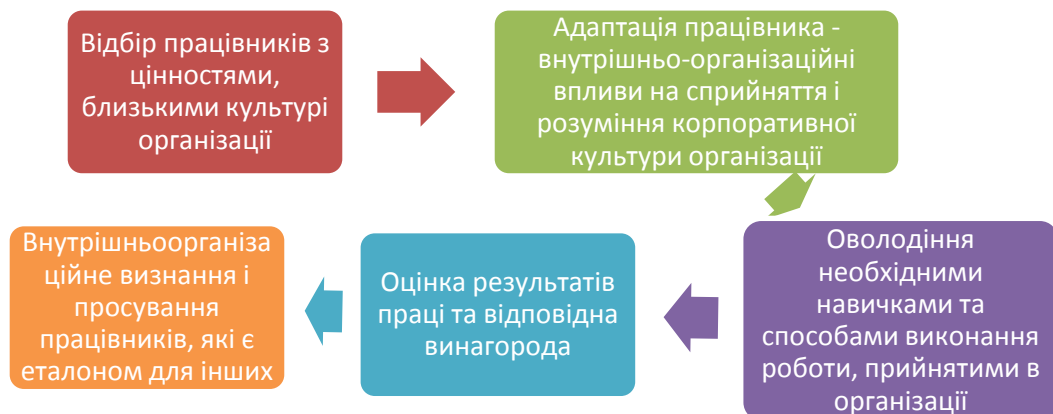 Відбір працівників з
цінностями,
близькими культурі
організації
Адаптація працівника -
внутрішньо-організаційні
впливи на сприйняття і
розуміння корпоративної
культури організації
Оволодіння
необхідними
навичками та
способами виконання
роботи, прийнятими в
організації
Оцінка результатів
праці та відповідна
винагорода
Внутрішньоорганіза
ційне визнання і
просування
працівників, які є
еталоном для інших